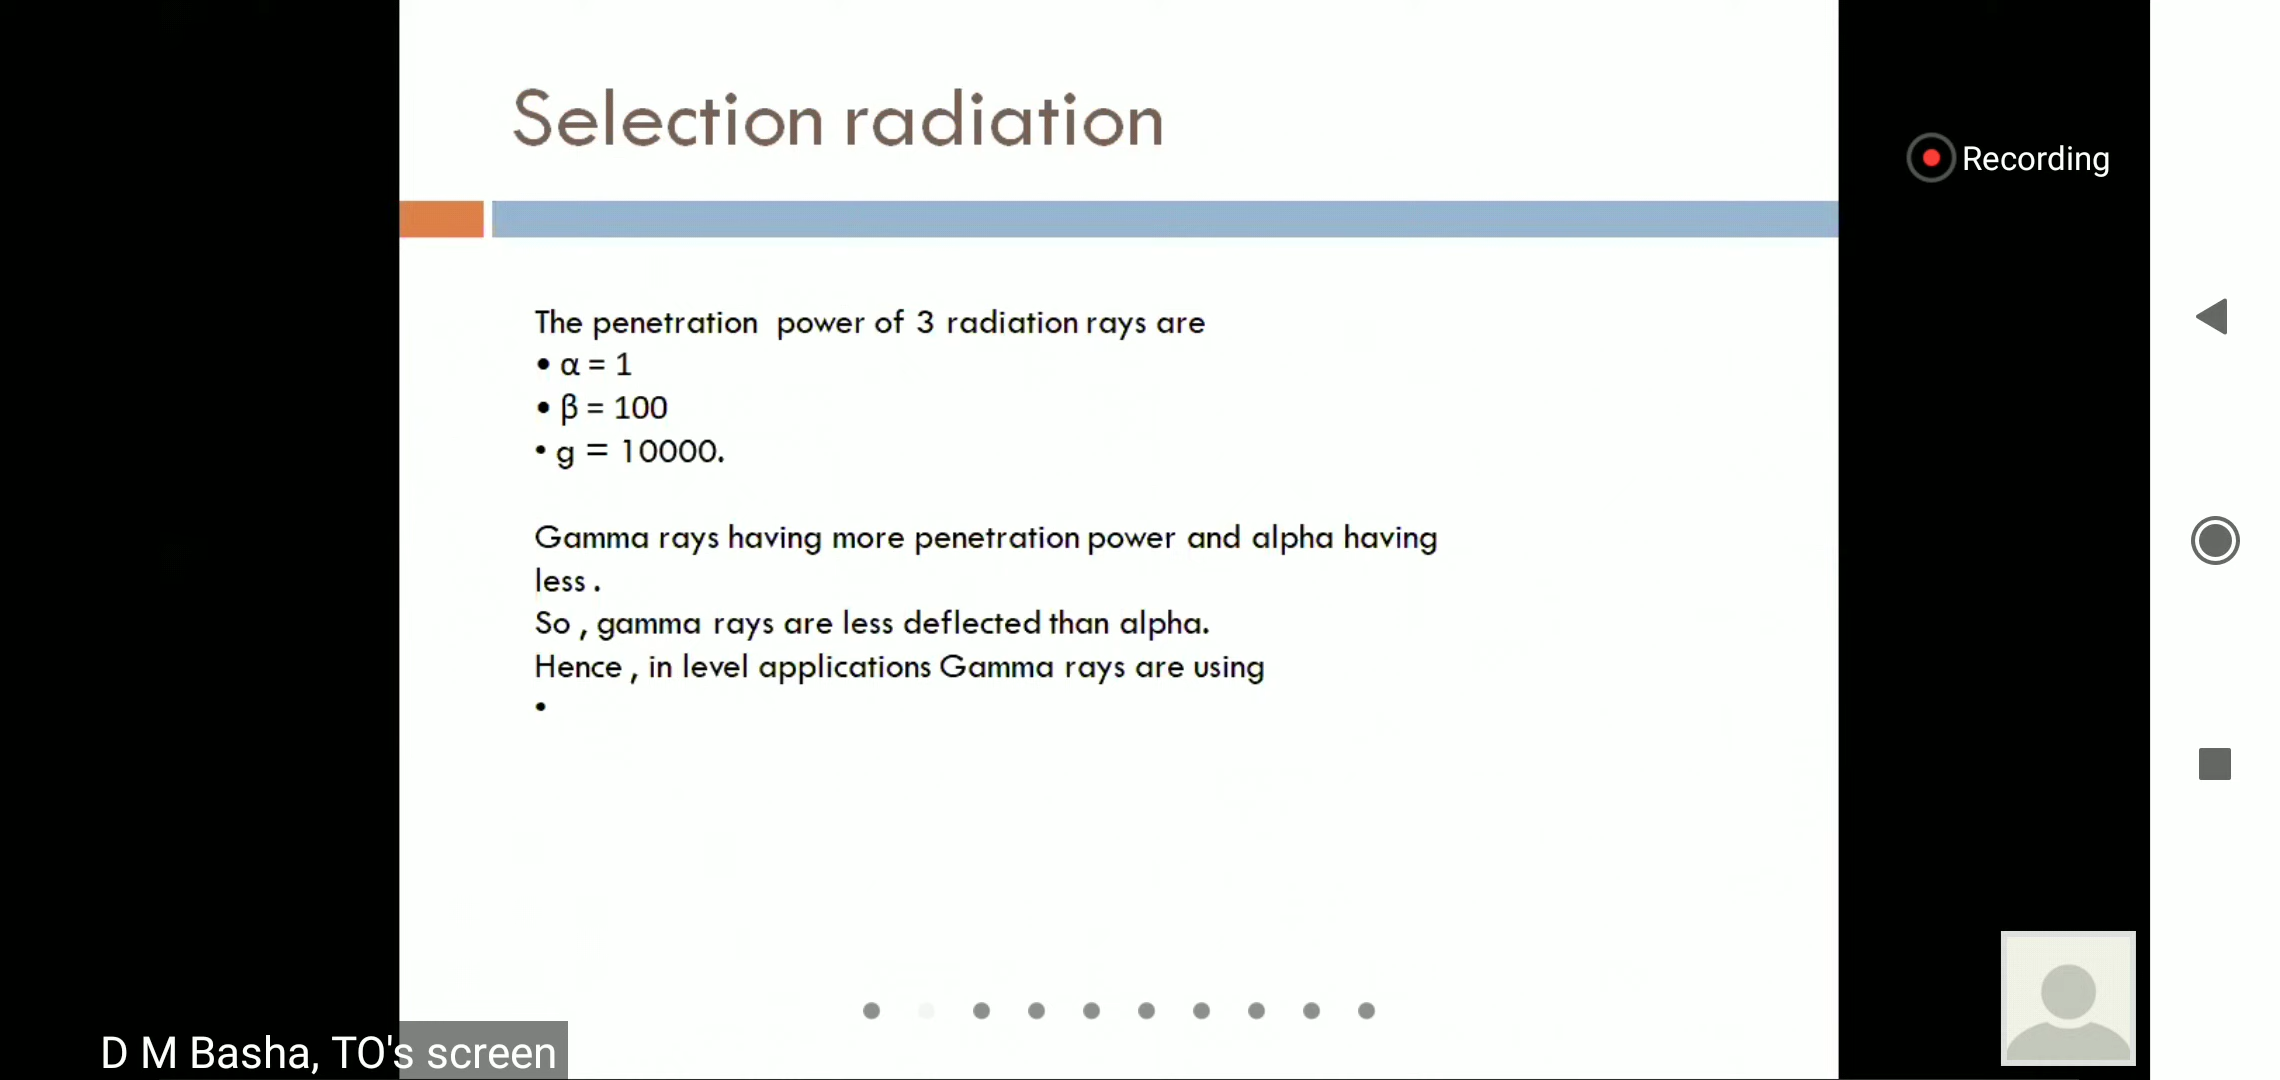 Selection radiation
Recording
The penetration power of 3 radiation rays are
• α = 1
• β = 100
• g = 10000.
Gamma rays having more penetration power and alpha having
less .
So , gamma rays are less deflected than alpha.
Hence , in level applications Gamma rays are using
•
D M Basha, TO's screen